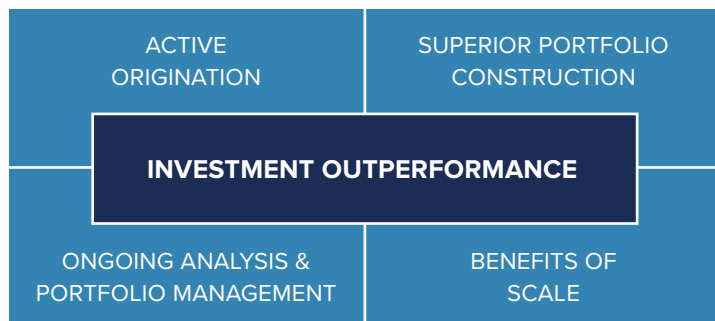 ACTIVE
ORIGINATION
SUPERIOR PORTFOLIO
CONSTRUCTION
INVESTMENT OUTPERFORMANCE
ONGOING ANALYSIS &
PORTFOLIO MANAGEMENT
BENEFITS OF
SCALE